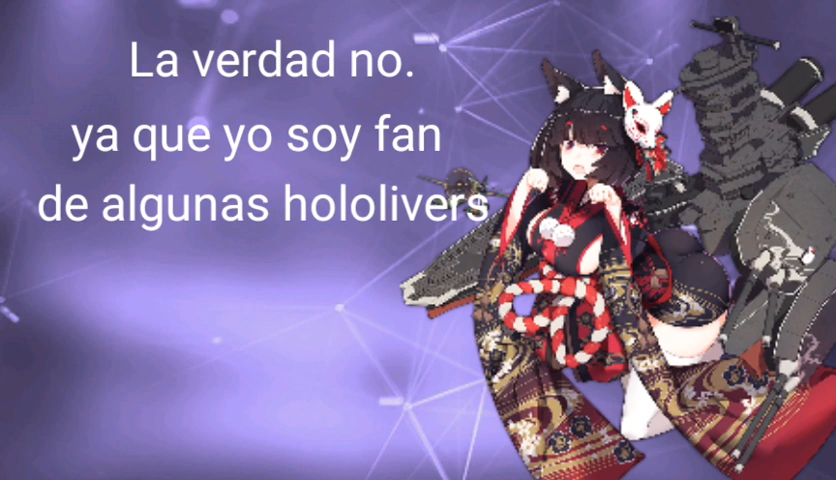 La verdad no.
ya que yo soy fan
de algunas hololivers